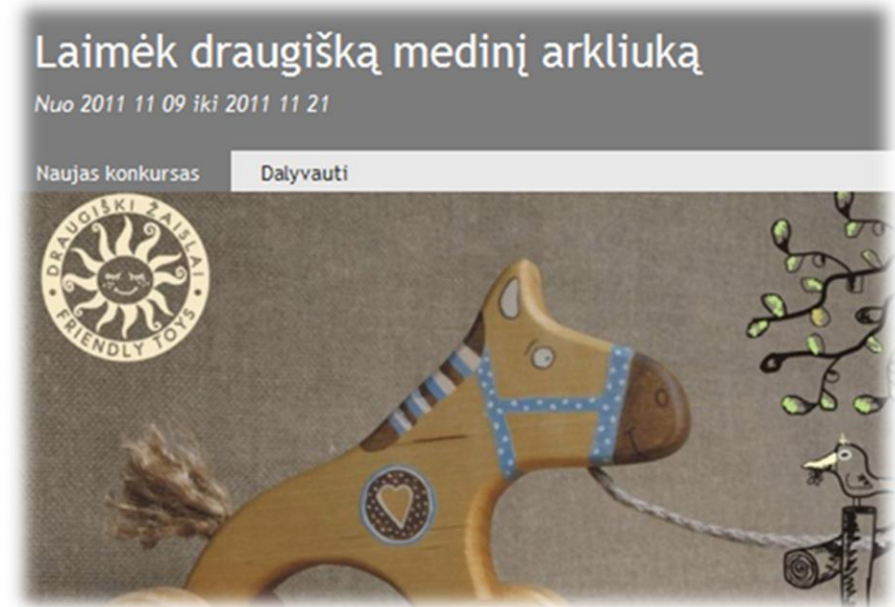 Laimėk draugišką medinį arkliuką
Nuo 2011 11 09 iki 2011 11 21
Naujas konkursas
Dalyvauti
DRAUGIŠKI ŽAISLAI
FRIENDLY TOYS